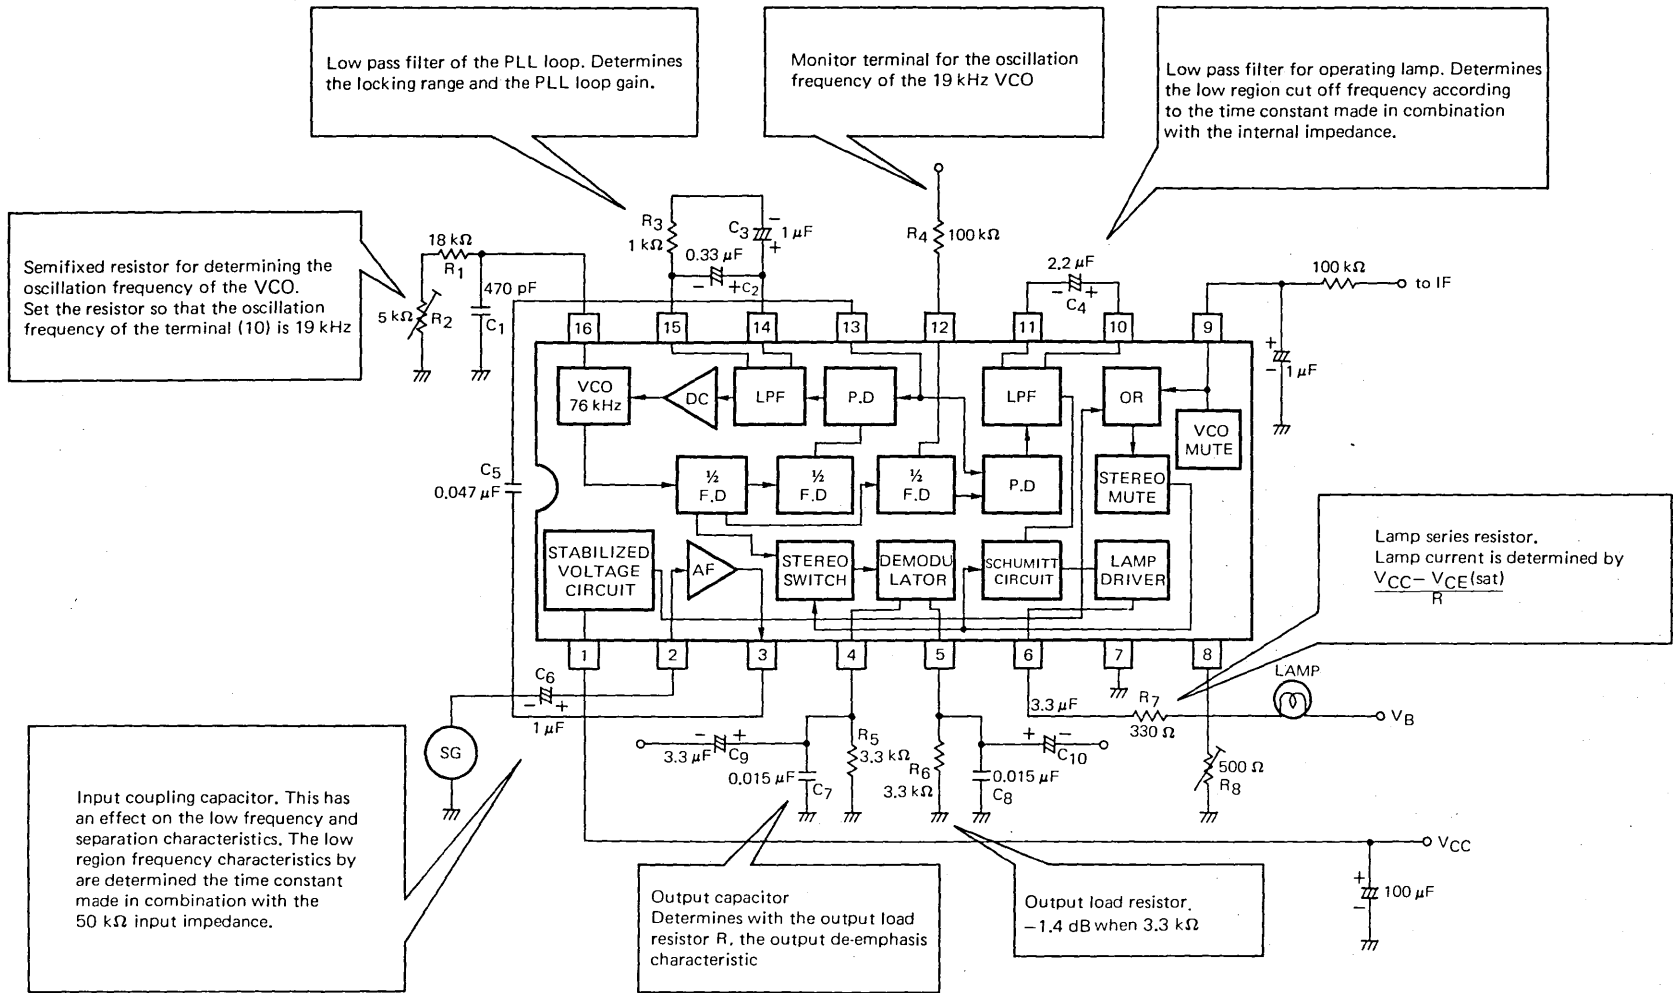 Low pass filter of the PLL loop. Determines
the locking range and the PLL loop gain.
Monitor terminal for the oscillation
frequency of the 19 kHz VCO
Low pass filter for operating lamp. Determines
the low region cut off frequency according
to the time constant made in combination
with the internal impedance.
Semifixed resistor for determining the
oscillation frequency of the VCO.
Set the resistor so that the oscillation
frequency of the terminal (10) is 19 kHz
18 kΩ
R1
5 kΩ
R2
470 pF
C1
R3
1 kΩ
C3
1 µF
0.33 µF
C2
R4
100 kΩ
2.2 µF
C4
100 kΩ
to IF
1 µF
16
15
14
13
12
11
10
9
VCO
76 kHz
DC
LPF
P.D
LPF
OR
VCO
MUTE
C5
0.047 µF
½
F.D
½
F.D
½
F.D
P.D
STEREO
MUTE
STABILIZED
VOLTAGE
CIRCUIT
AF
STEREO
SWITCH
DEMODU
LATOR
SCHUMITT
CIRCUIT
LAMP
DRIVER
1
2
3
4
5
6
7
8
Lamp series resistor.
Lamp current is determined by
VCC− VCE(sat)
R
C6
1 µF
SG
3.3 µF
C9
0.015 µF
C7
R5
3.3 kΩ
R6
3.3 kΩ
0.015 µF
C8
C10
3.3 µF
R7
330 Ω
LAMP
VB
500 Ω
R8
VCC
100 µF
Input coupling capacitor. This has
an effect on the low frequency and
separation characteristics. The low
region frequency characteristics by
are determined the time constant
made in combination with the
50 kΩ input impedance.
Output capacitor
Determines with the output load
resistor R, the output de-emphasis
characteristic
Output load resistor.
−1.4 dB when 3.3 kΩ